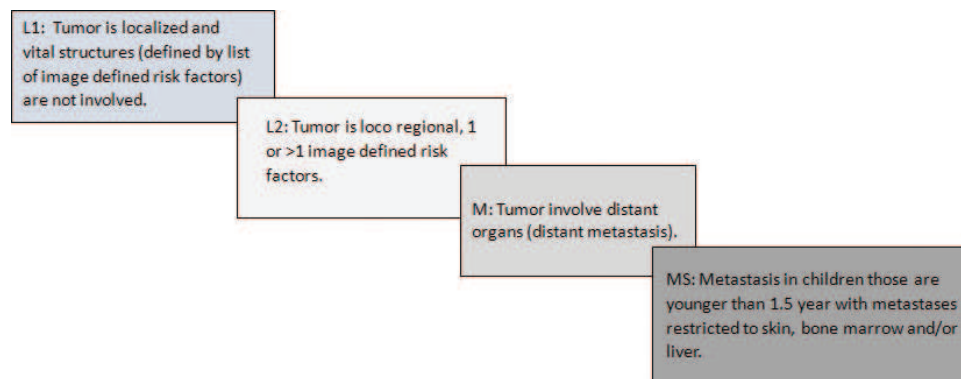 L1: Tumor is localized and
vital structures (defined by list
of image defined risk factors)
are not involved.
L2: Tumor is loco regional, 1
or >1 image defined risk
factors.
M: Tumor involve distant
organs (distant metastasis).
MS: Metastasis in children those are
younger than 1.5 year with metastases
restricted to skin, bone marrow and/or
liver.